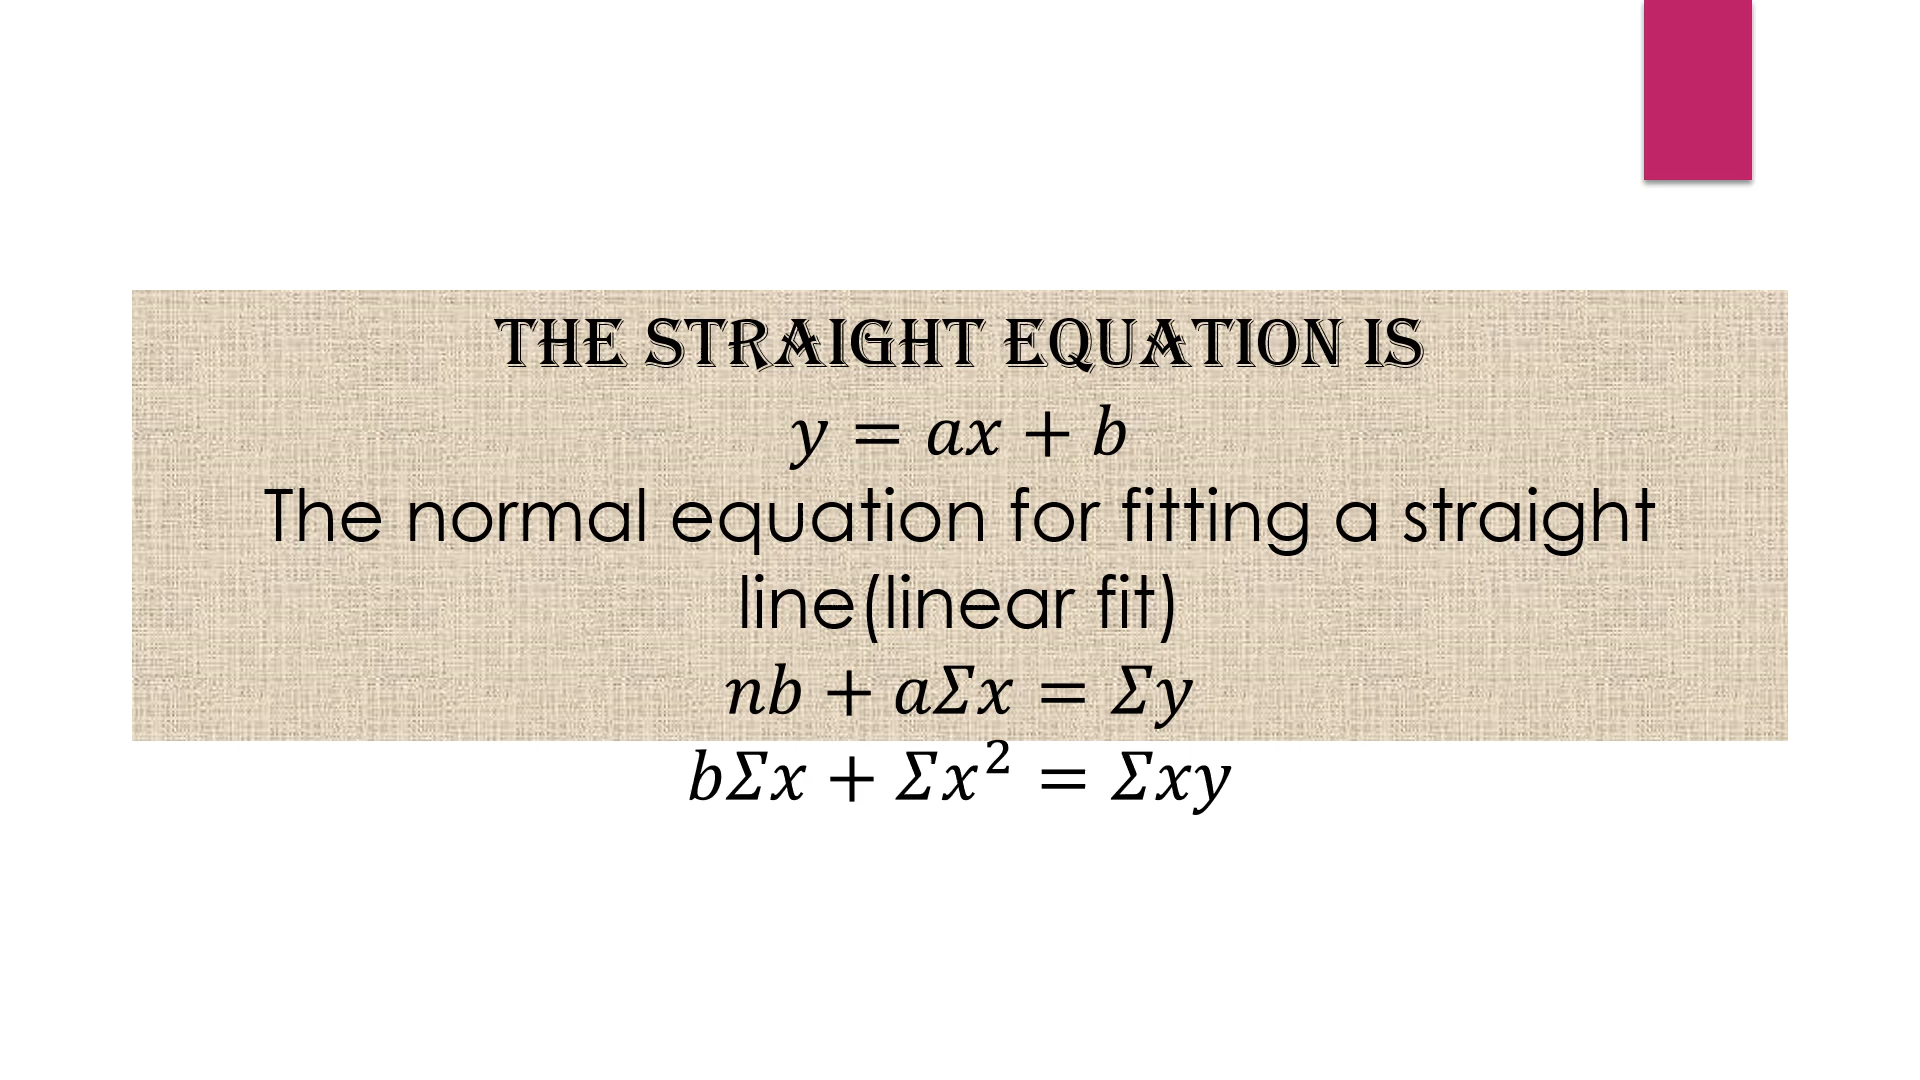 THE STRAIGHT EQUATION IS
y = ax + b
The normal equation for fitting a straight
line(linear fit)
nb + aΣx = Σy
bΣx + Σx² = Σxy